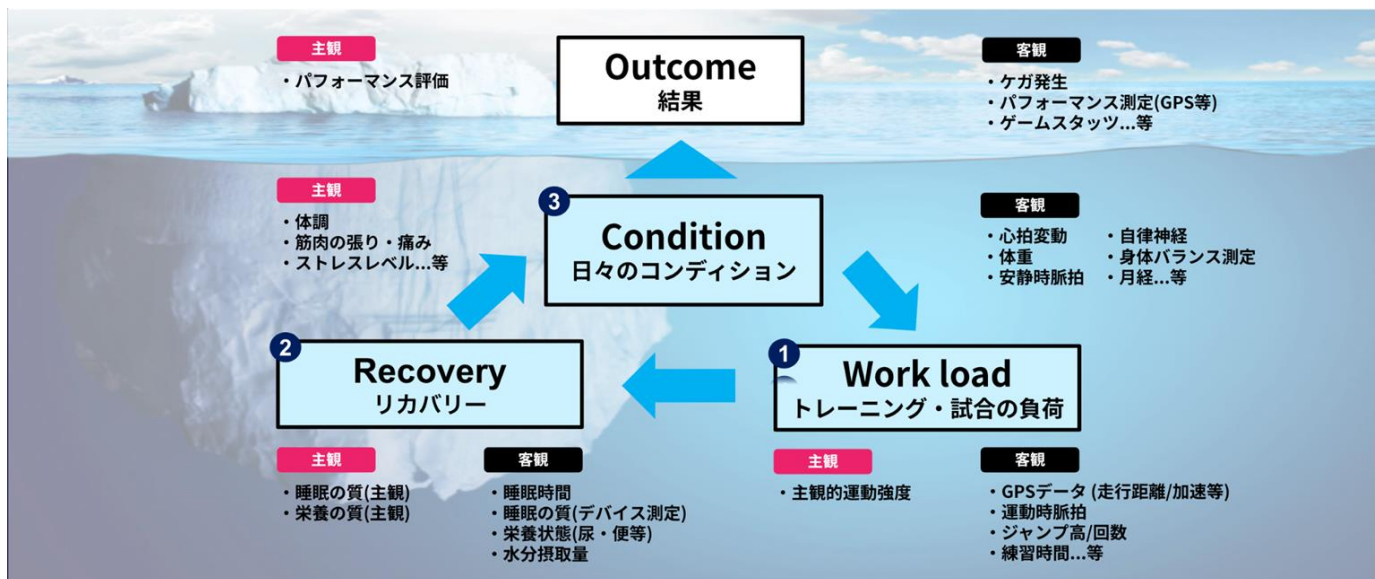 主観
・パフォーマンス評価
Outcome
結果
客観
・ケガ発生
・パフォーマンス測定(GPS等)
・ゲームスタッツ...等
主観
・体調
・筋肉の張り・痛み
・ストレスレベル...等
3
Condition
日々のコンディション
客観
・心拍変動
・体重
・安静時脈拍
・自律神経
・身体バランス測定
・月経...等
2
Recovery
リカバリー
1
Work load
トレーニング・試合の負荷
主観
・睡眠の質(主観)
・栄養の質(主観)
客観
・睡眠時間
・睡眠の質(デバイス測定)
・栄養状態(尿・便等)
・水分摂取量
主観
・主観的運動強度
客観
・GPSデータ (走行距離/加速等)
・運動時脈拍
・ジャンプ高/回数
・練習時間...等